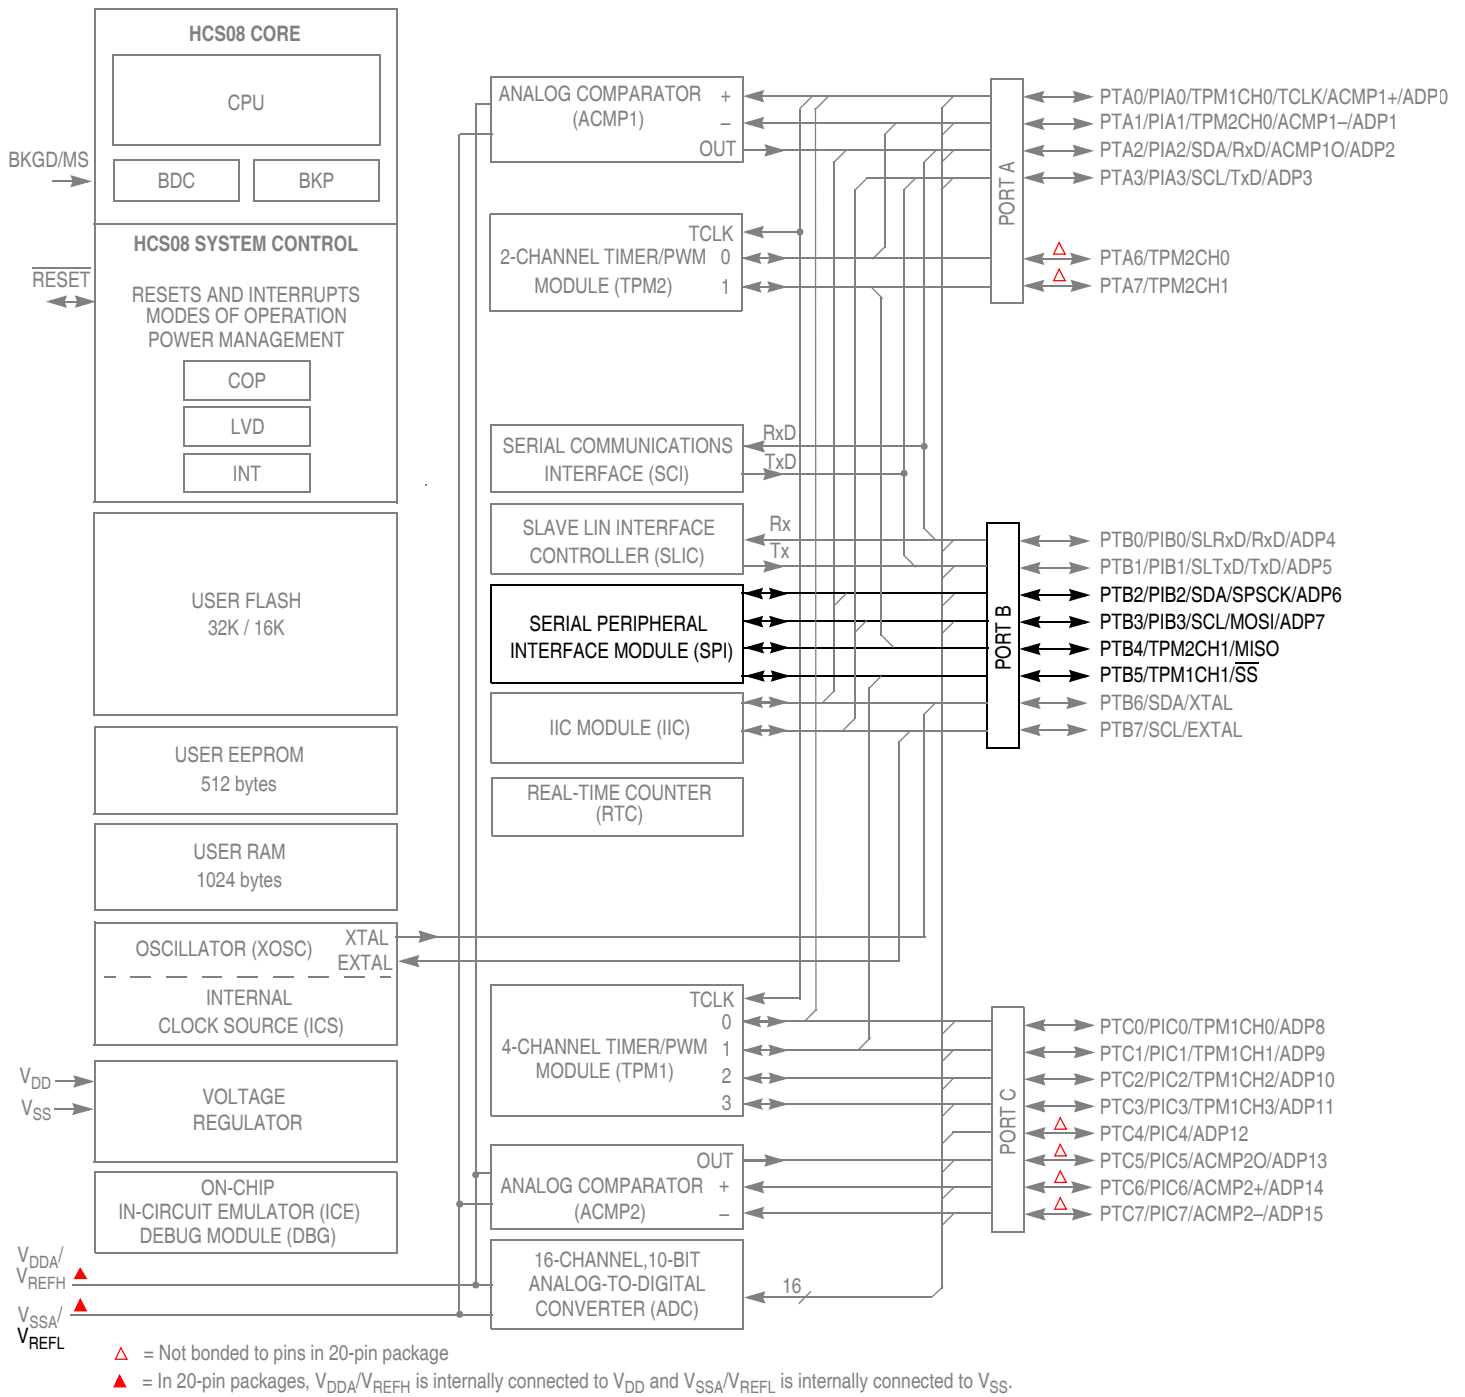 HCS08 CORE
CPU
BKGD/MS
BDC
BKP
HCS08 SYSTEM CONTROL
RESET
RESETS AND INTERRUPTS
MODES OF OPERATION
POWER MANAGEMENT
COP
LVD
INT
USER FLASH
32K / 16K
USER EEPROM
512 bytes
USER RAM
1024 bytes
OSCILLATOR (XOSC)
XTAL
EXTAL
INTERNAL
CLOCK SOURCE (ICS)
VDD
VSS
VOLTAGE
REGULATOR
ON-CHIP
IN-CIRCUIT EMULATOR (ICE)
DEBUG MODULE (DBG)
VDDA/
VREFH
VSSA/
VREFL
ANALOG COMPARATOR
(ACMP1)
+
–
OUT
2-CHANNEL TIMER/PWM
MODULE (TPM2)
TCLK
0
1
SERIAL COMMUNICATIONS
INTERFACE (SCI)
RxD
TxD
SLAVE LIN INTERFACE
CONTROLLER (SLIC)
Rx
Tx
SERIAL PERIPHERAL
INTERFACE MODULE (SPI)
IIC MODULE (IIC)
REAL-TIME COUNTER
(RTC)
4-CHANNEL TIMER/PWM
MODULE (TPM1)
TCLK
0
1
2
3
ANALOG COMPARATOR
(ACMP2)
OUT
+
–
16-CHANNEL,10-BIT
ANALOG-TO-DIGITAL
CONVERTER (ADC)
16
PORT A
PTA0/PIA0/TPM1CH0/TCLK/ACMP1+/ADP0
PTA1/PIA1/TPM2CH0/ACMP1–/ADP1
PTA2/PIA2/SDA/RxD/ACMP1O/ADP2
PTA3/PIA3/SCL/TxD/ADP3
PTA6/TPM2CH0
PTA7/TPM2CH1
PORT B
PTB0/PIB0/SLRxD/RxD/ADP4
PTB1/PIB1/SLTxD/TxD/ADP5
PTB2/PIB2/SDA/SPSCK/ADP6
PTB3/PIB3/SCL/MOSI/ADP7
PTB4/TPM2CH1/MISO
PTB5/TPM1CH1/SS
PTB6/SDA/XTAL
PTB7/SCL/EXTAL
PORT C
PTC0/PIC0/TPM1CH0/ADP8
PTC1/PIC1/TPM1CH1/ADP9
PTC2/PIC2/TPM1CH2/ADP10
PTC3/PIC3/TPM1CH3/ADP11
PTC4/PIC4/ADP12
PTC5/PIC5/ACMP2O/ADP13
PTC6/PIC6/ACMP2+/ADP14
PTC7/PIC7/ACMP2–/ADP15
△ = Not bonded to pins in 20-pin package
▲ = In 20-pin packages, VDDA/VREFH is internally connected to VDD and VSSA/VREFL is internally connected to VSS.